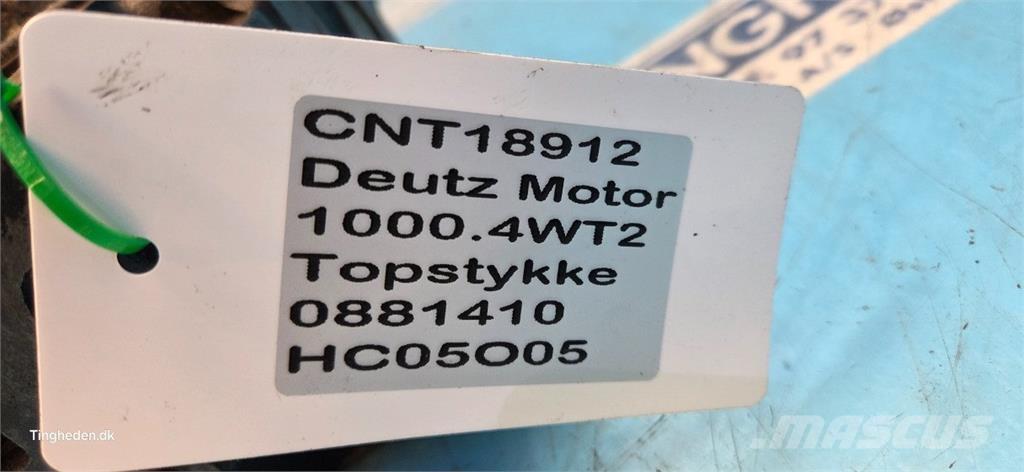 CNT18912
Deutz Motor
1000.4WT2
Topstykke
0881410
HC05O05
Tingheden.dk
MASCUS